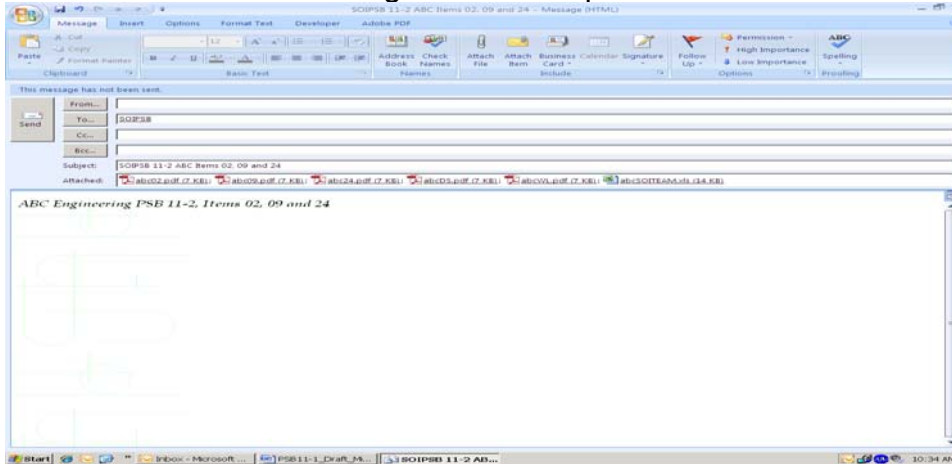 SOIPSB 11-2 ABC Items 02, 09 and 24 - Message (HTML)
Message Insert Options Format Text Developer Adobe PDF
Paste
Cut
Copy
Format Painter
Clipboard
12
Basic Text
Address Book
Check Names
Names
Attach File
Attach Item
Business Card
Calendar
Signature
Include
Follow Up
Permission
High Importance
Low Importance
Options
ABC
Spelling
Proofing
This message has not been sent.
Send
From...
To... SOIPSB
Cc...
Bcc...
Subject: SOIPSB 11-2 ABC Items 02, 09 and 24
Attached: abc02.pdf (7 KB); abc09.pdf (7 KB); abc24.pdf (7 KB); abcDS.pdf (7 KB); abcWL.pdf (7 KB); abcSOITEAM.xls (14 KB)
ABC Engineering PSB 11-2, Items 02, 09 and 24
Start
Inbox - Microsoft ...
PSB11-1_Draft_M...
SOIPSB 11-2 AB...
10:34 AM